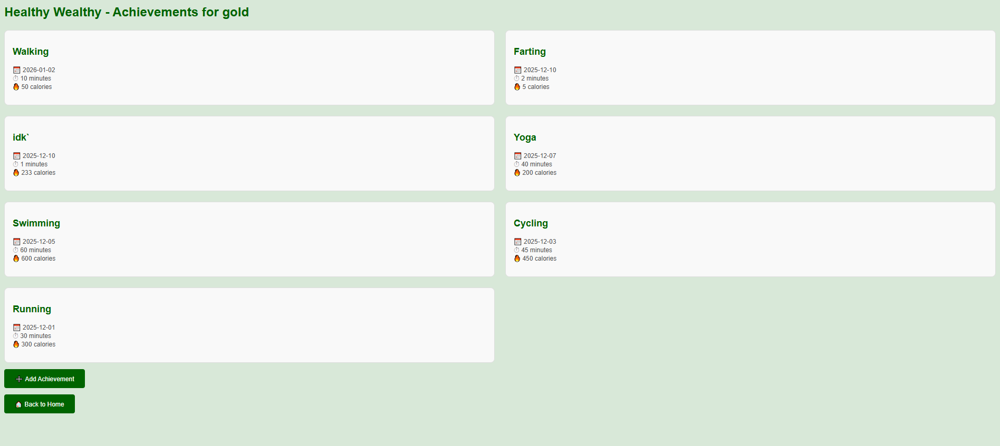 Healthy Wealthy - Achievements for gold
Walking
2026-01-02
10 minutes
50 calories
Farting
2025-12-10
2 minutes
5 calories
idk`
2025-12-10
1 minutes
233 calories
Yoga
2025-12-07
40 minutes
200 calories
Swimming
2025-12-05
60 minutes
600 calories
Cycling
2025-12-03
45 minutes
450 calories
Running
2025-12-01
30 minutes
300 calories
➕ Add Achievement
🏠 Back to Home